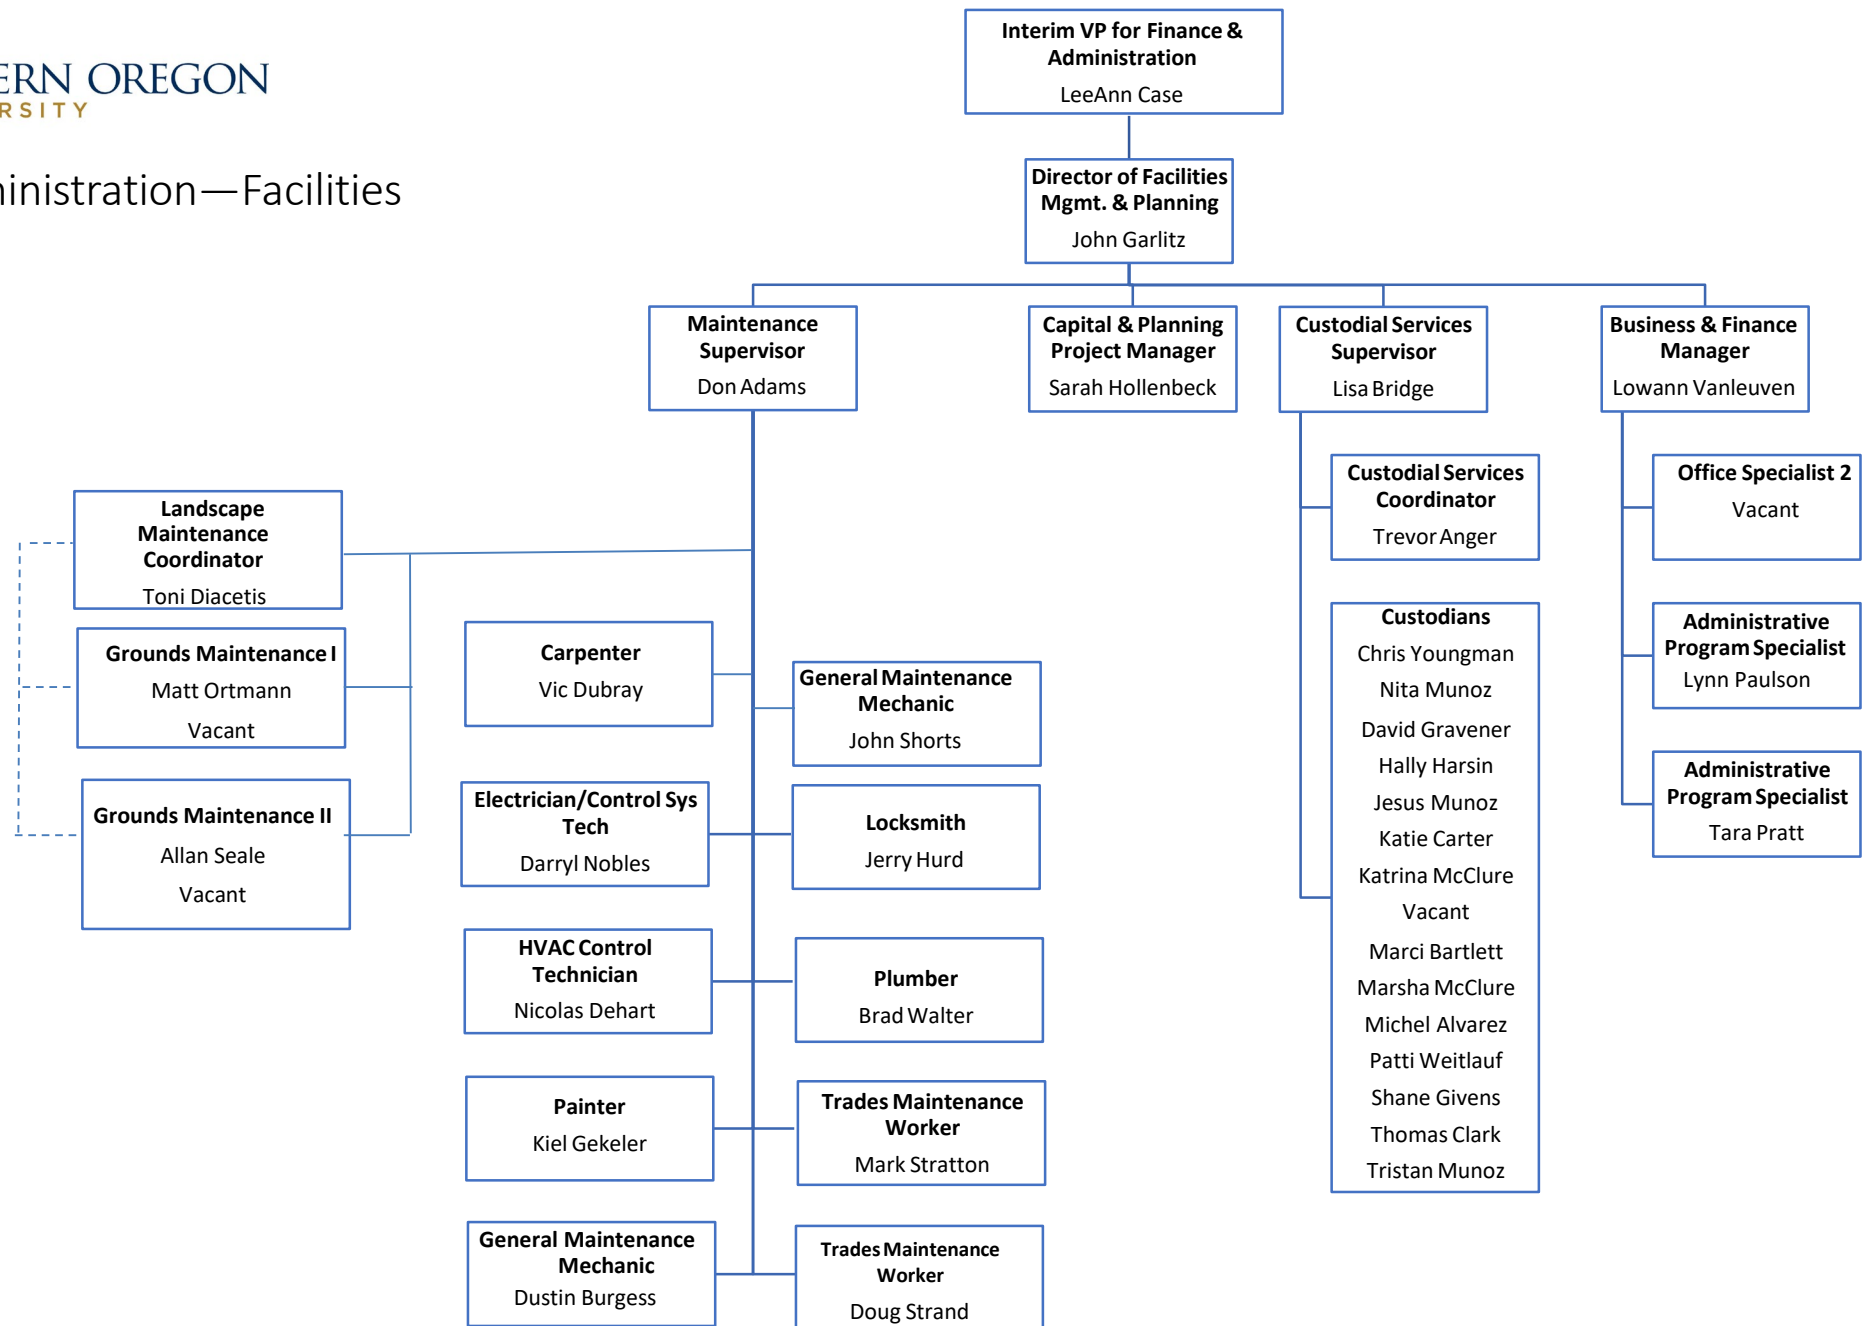 ERN OREGON
RSITY
ministration—Facilities
Interim VP for Finance &
Administration
LeeAnn Case
Director of Facilities
Mgmt. & Planning
John Garlitz
Maintenance
Supervisor
Don Adams
Capital & Planning
Project Manager
Sarah Hollenbeck
Custodial Services
Supervisor
Lisa Bridge
Business & Finance
Manager
Lowann Vanleuven
Landscape
Maintenance
Coordinator
Toni Diacetis
Grounds Maintenance I
Matt Ortmann
Vacant
Grounds Maintenance II
Allan Seale
Vacant
Carpenter
Vic Dubray
General Maintenance
Mechanic
John Shorts
Electrician/Control Sys
Tech
Darryl Nobles
Locksmith
Jerry Hurd
HVAC Control
Technician
Nicolas Dehart
Plumber
Brad Walter
Painter
Kiel Gekeler
Trades Maintenance
Worker
Mark Stratton
General Maintenance
Mechanic
Dustin Burgess
Trades Maintenance
Worker
Doug Strand
Custodial Services
Coordinator
Trevor Anger
Custodians
Chris Youngman
Nita Munoz
David Gravener
Hally Harsin
Jesus Munoz
Katie Carter
Katrina McClure
Vacant
Marci Bartlett
Marsha McClure
Michel Alvarez
Patti Weitlauf
Shane Givens
Thomas Clark
Tristan Munoz
Office Specialist 2
Vacant
Administrative
Program Specialist
Lynn Paulson
Administrative
Program Specialist
Tara Pratt